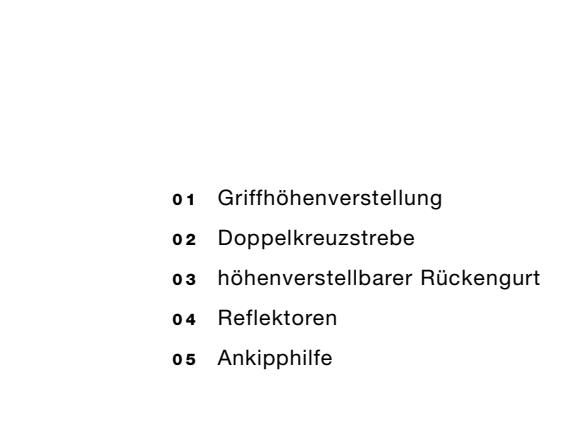 01 Griffhöhenverstellung
02 Doppelkreuzstrebe
03 höhenverstellbarer Rückengurt
04 Reflektoren
05 Ankipphilfe